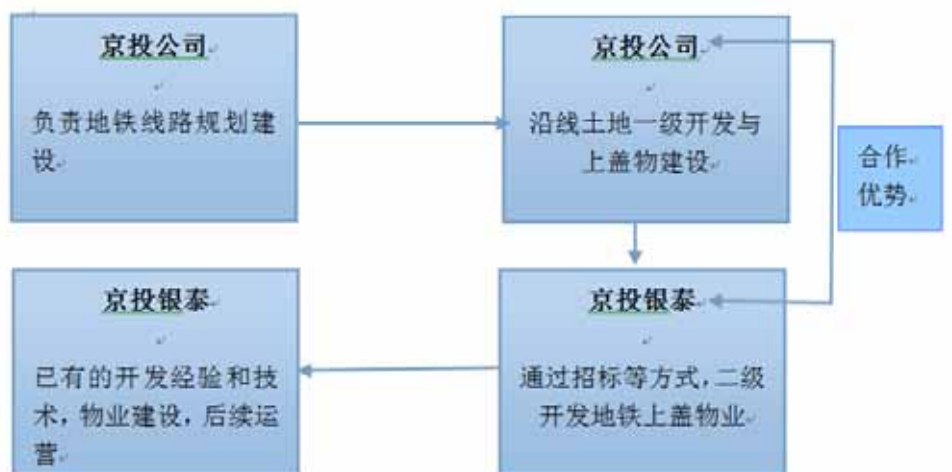 京投公司
负责地铁线路规划建
设
京投公司
沿线土地一级开发与
上盖物建设
合作
优势
京投银泰
已有的开发经验和技
术，物业建设，后续运
营
京投银泰
通过招标等方式，二级
开发地铁上盖物业